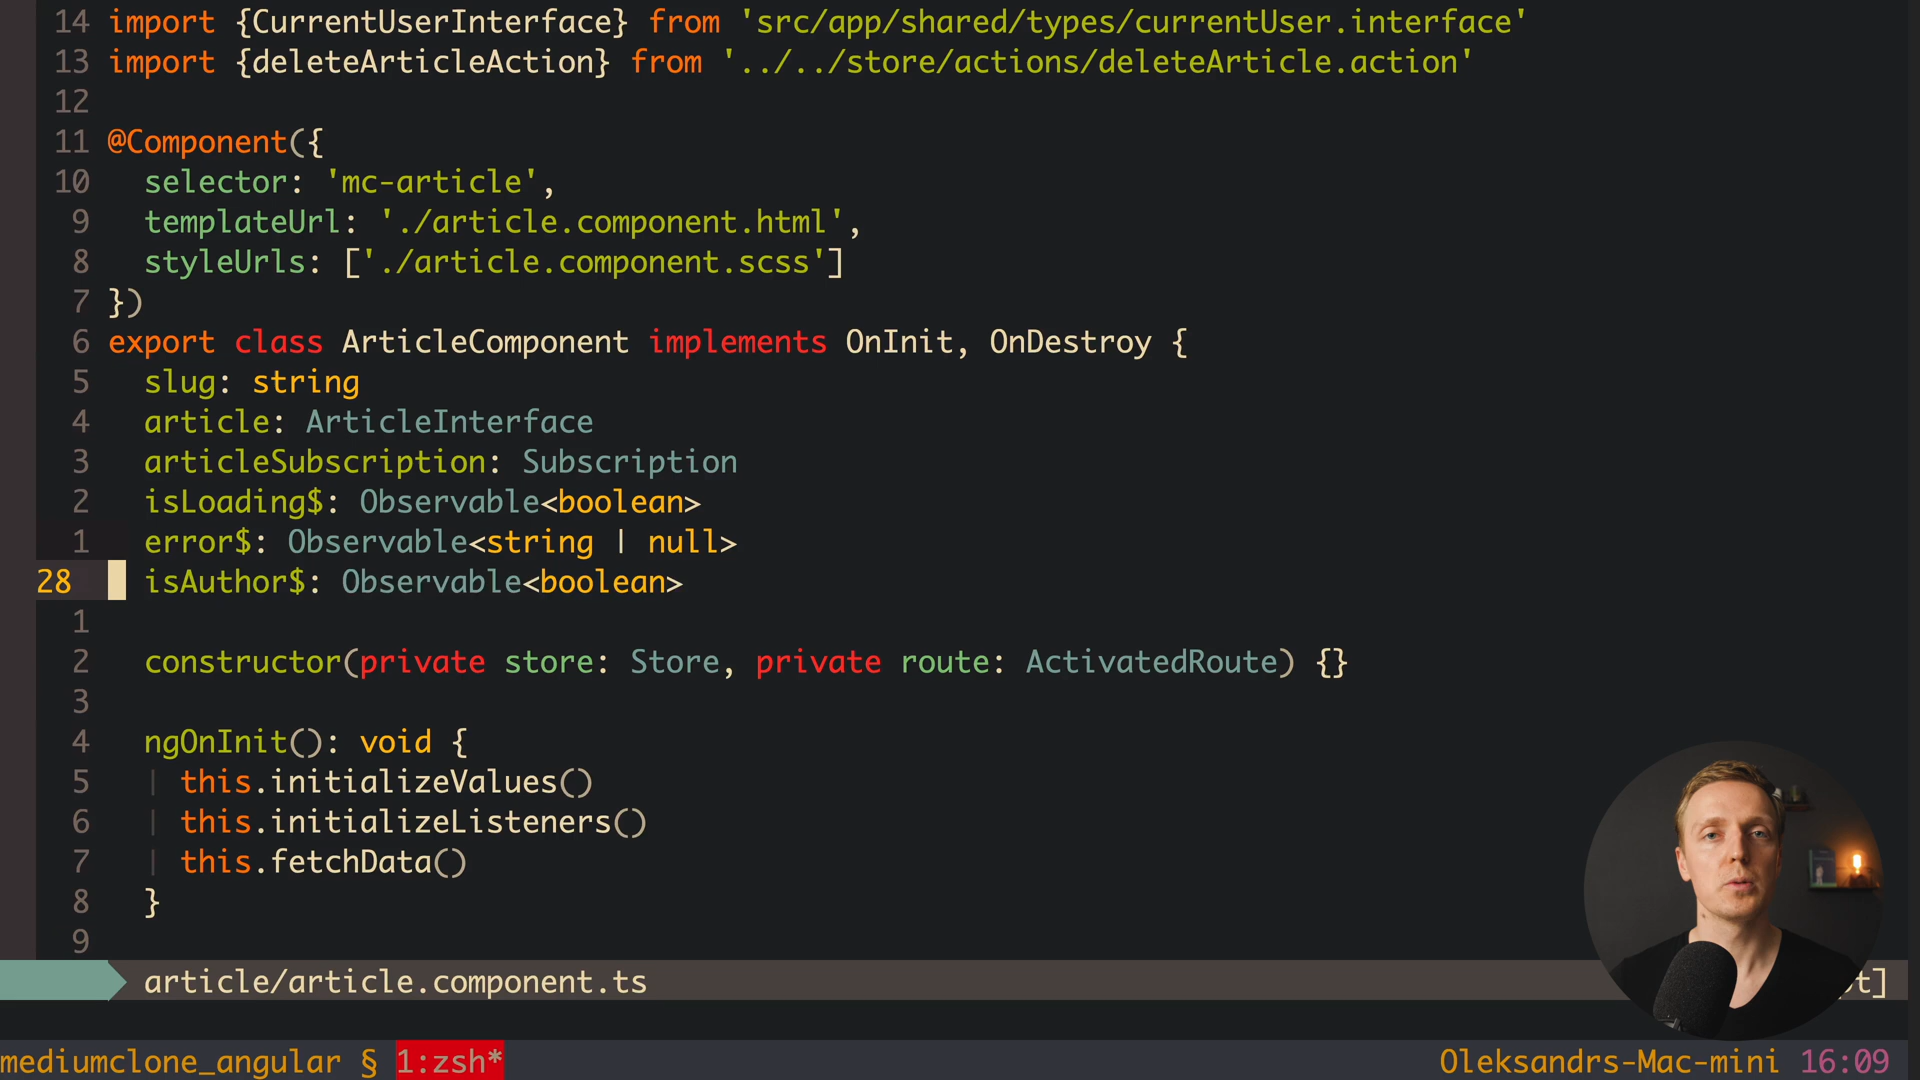 14 import {CurrentUserInterface} from 'src/app/shared/types/currentUser.interface'
13 import {deleteArticleAction} from '../../store/actions/deleteArticle.action'
12
11 @Component({
10   selector: 'mc-article',
9   templateUrl: './article.component.html',
8   styleUrls: ['./article.component.scss']
7 })
6 export class ArticleComponent implements OnInit, OnDestroy {
5   slug: string
4   article: ArticleInterface
3   articleSubscription: Subscription
2   isLoading$: Observable<boolean>
1   error$: Observable<string | null>
28   isAuthor$: Observable<boolean>
1
2   constructor(private store: Store, private route: ActivatedRoute) {}
3
4   ngOnInit(): void {
5   | this.initializeValues()
6   | this.initializeListeners()
7   | this.fetchData()
8   }
9
article/article.component.ts t]
mediumclone_angular § 1:zsh* Oleksandrs-Mac-mini 16:09